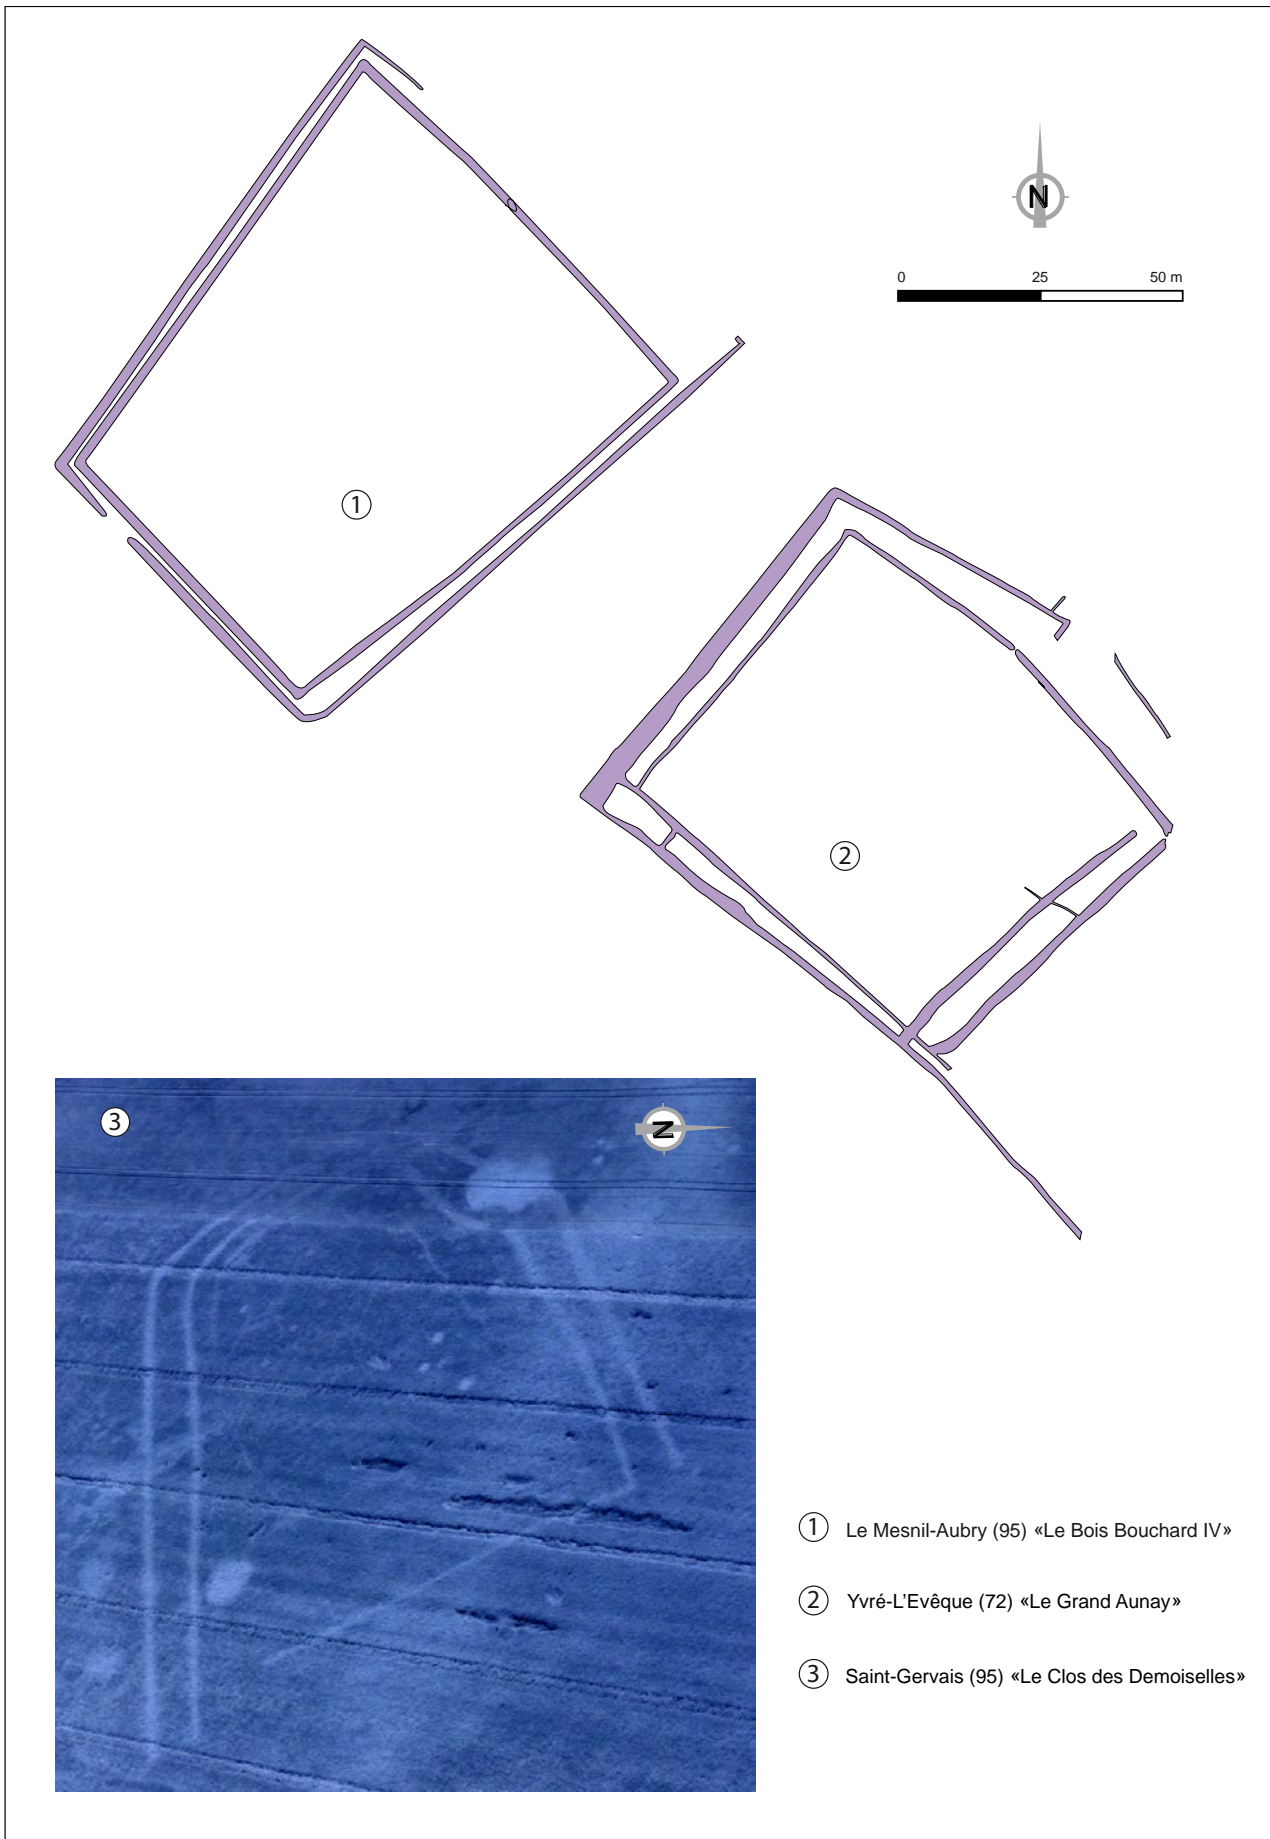 1
N
0 25 50 m
2
3
N
1 Le Mesnil-Aubry (95) «Le Bois Bouchard IV»
2 Yvré-L'Evêque (72) «Le Grand Aunay»
3 Saint-Gervais (95) «Le Clos des Demoiselles»